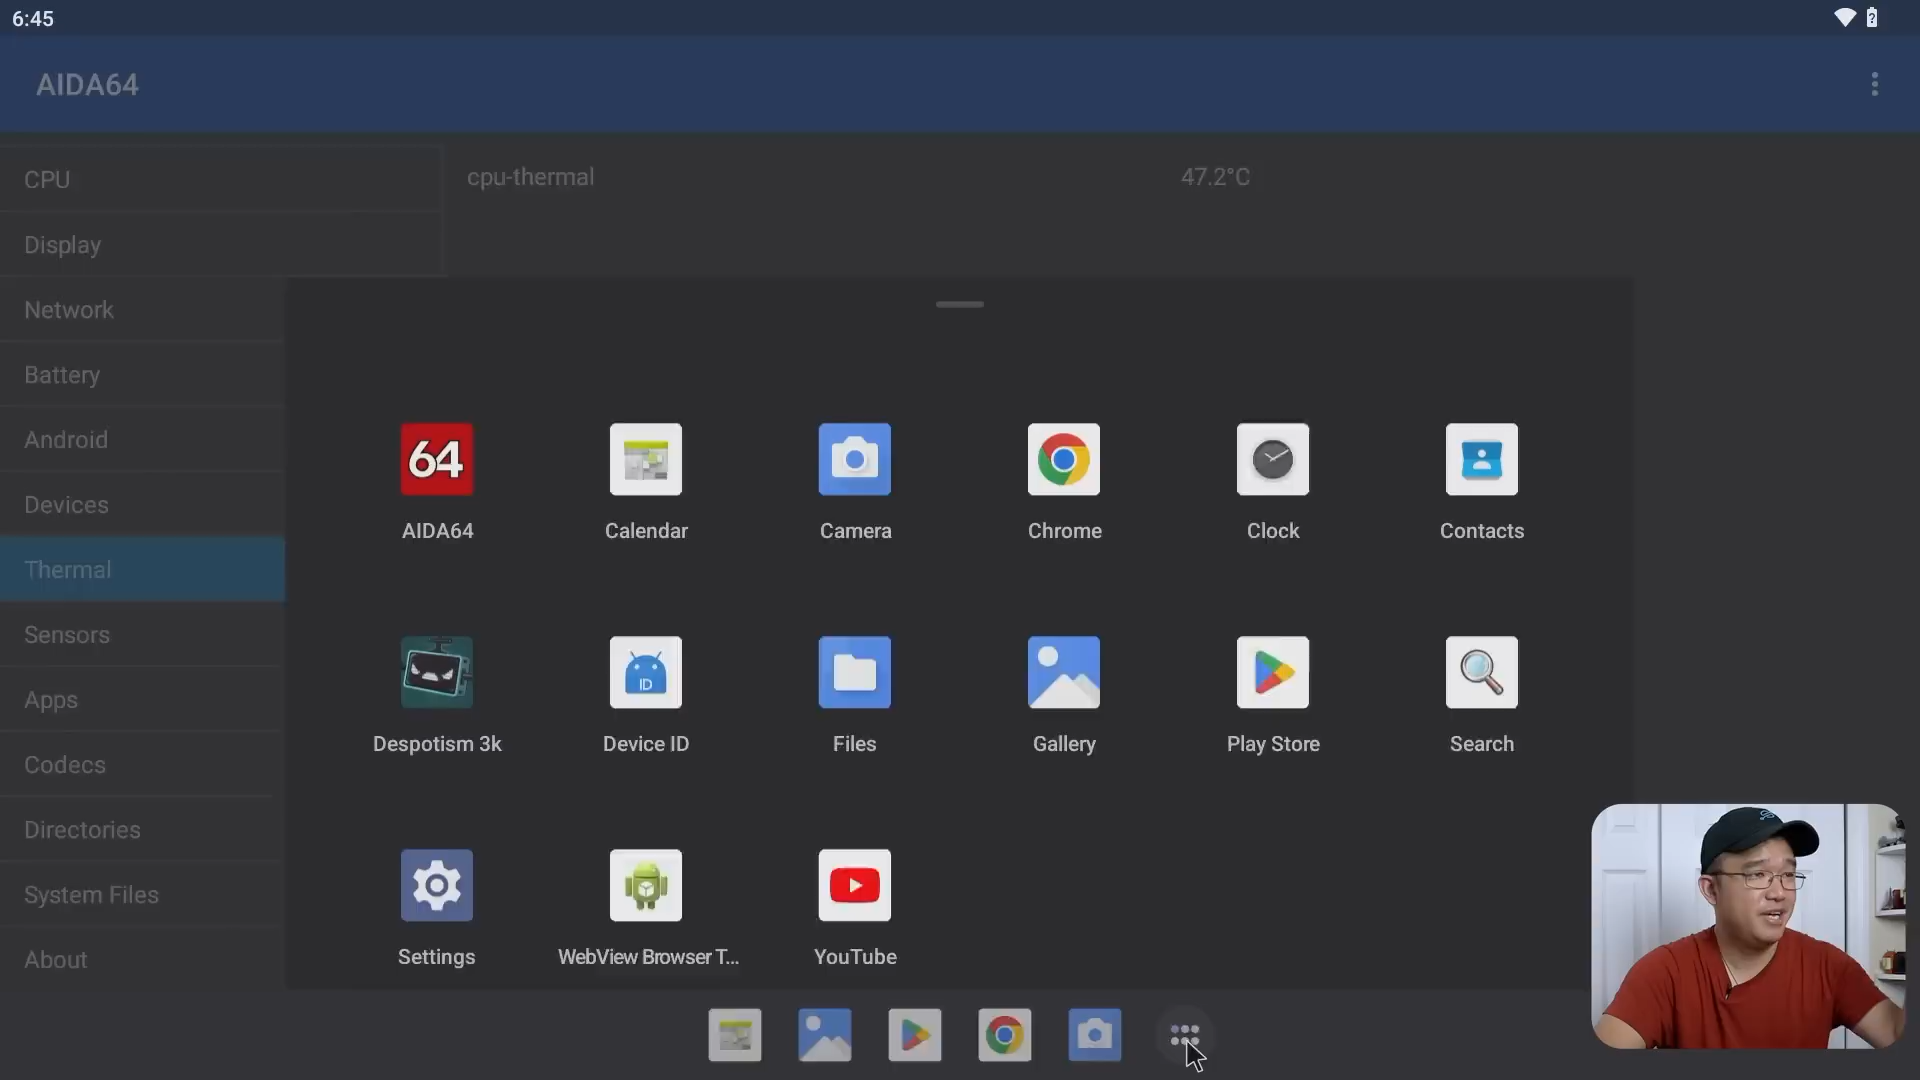 6:45
AIDA64
CPU
cpu-thermal 47.2°C
Display
Network
Battery
Android
Devices
Thermal
Sensors
Apps
Codecs
Directories
System Files
About
64
AIDA64 Calendar Camera Chrome Clock Contacts
ID
Despotism 3k Device ID Files Gallery Play Store Search
Settings WebView Browser T... YouTube